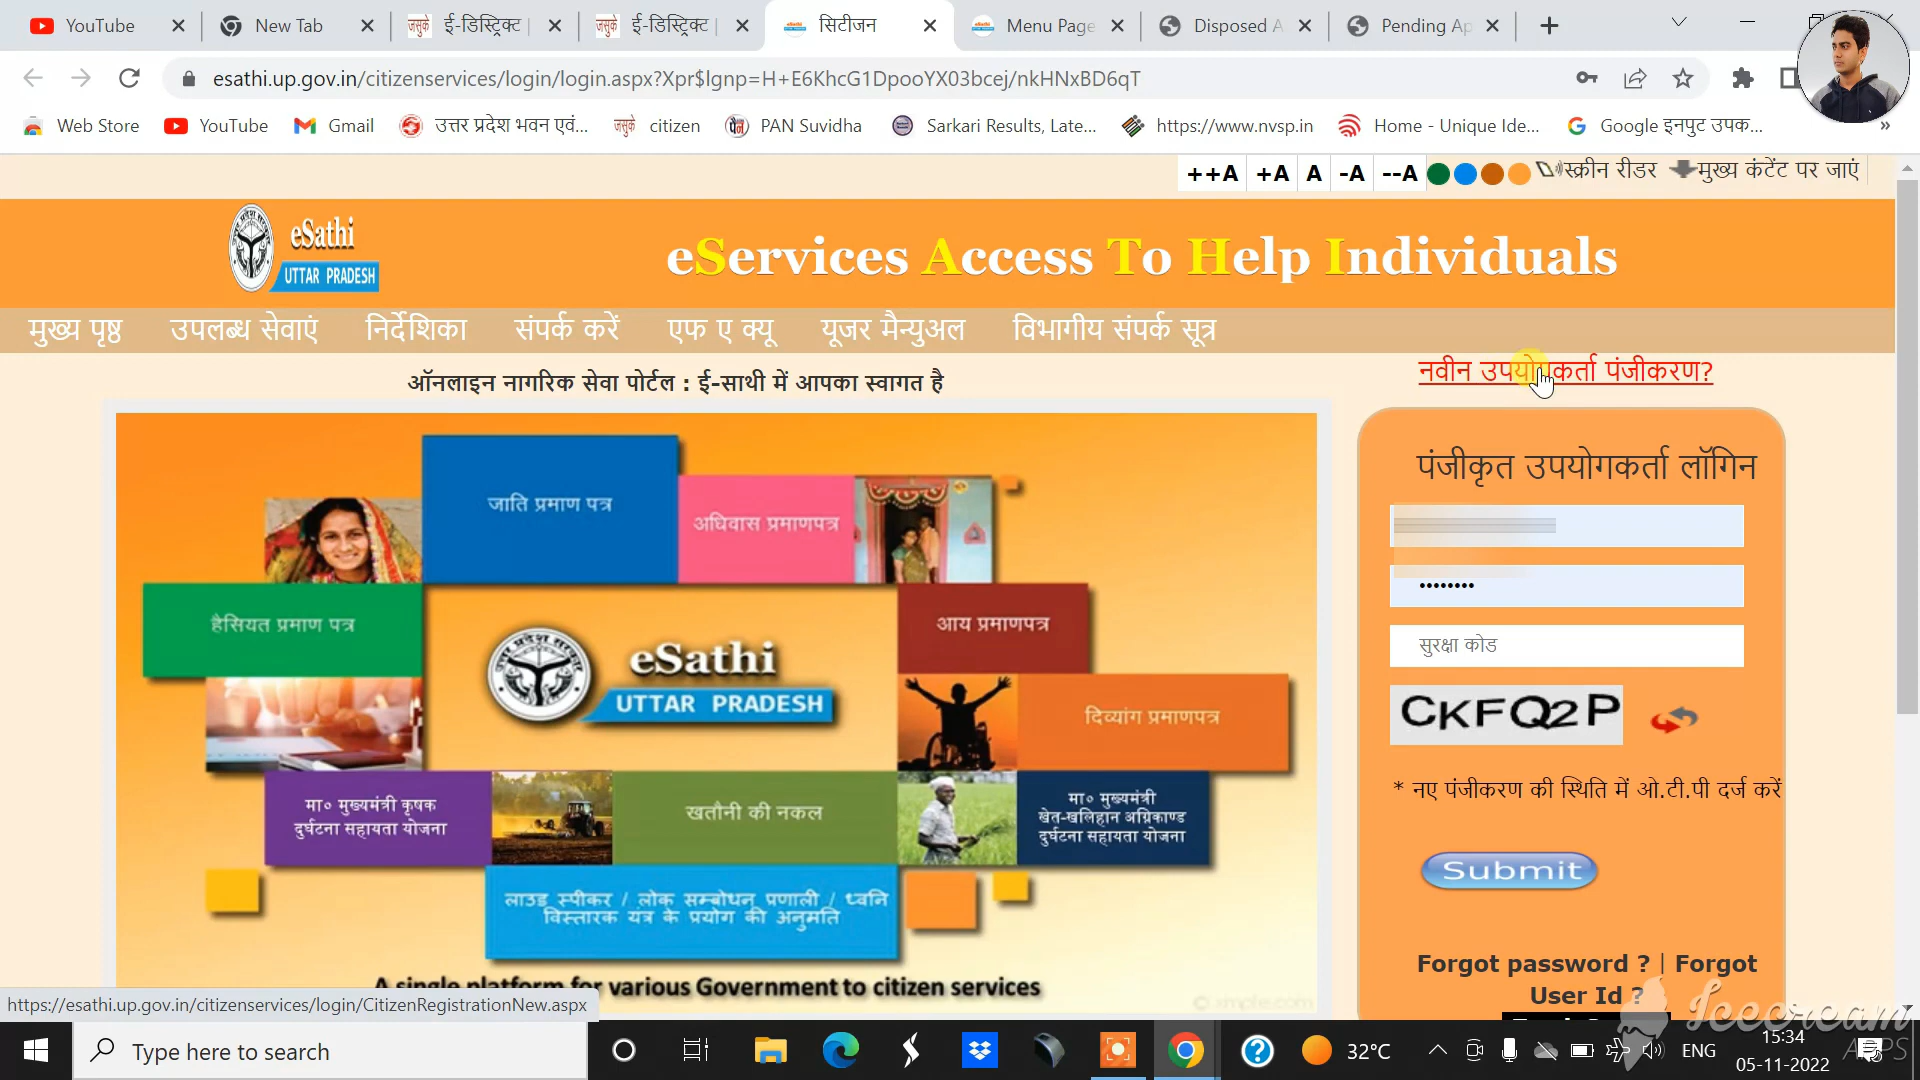 YouTube
New Tab
ई-डिस्ट्रिक्ट |
ई-डिस्ट्रिक्ट |
सिटीजन
Menu Page
Disposed A
Pending Ap
esathi.up.gov.in/citizenservices/login/login.aspx?Xpr$lgnp=H+E6KhcG1DpooYX03bcej/nkHNxBD6qT
Web Store
YouTube
Gmail
उत्तर प्रदेश भवन एवं...
जसुके citizen
PAN Suvidha
Sarkari Results, Late...
https://www.nvsp.in
Home - Unique Ide...
Google इनपुट उपक...
»
++A +A A -A --A स्क्रीन रीडर मुख्य कंटेंट पर जाएं
eSathi
UTTAR PRADESH
eServices Access To Help Individuals
मुख्य पृष्ठ उपलब्ध सेवाएं निर्देशिका संपर्क करें एफ ए क्यू यूजर मैन्युअल विभागीय संपर्क सूत्र
ऑनलाइन नागरिक सेवा पोर्टल : ई-साथी में आपका स्वागत है
नवीन उपयोगकर्ता पंजीकरण?
जाति प्रमाण पत्र
अधिवास प्रमाणपत्र
हैसियत प्रमाण पत्र
आय प्रमाणपत्र
eSathi
UTTAR PRADESH
दिव्यांग प्रमाणपत्र
मा० मुख्यमंत्री कृषक
दुर्घटना सहायता योजना
खतौनी की नकल
मा० मुख्यमंत्री
खेत-खलिहान अग्निकाण्ड
दुर्घटना सहायता योजना
लाउड स्पीकर / लोक सम्बोधन प्रणाली / ध्वनि
विस्तारक यंत्र के प्रयोग की अनुमति
A single platform for various Government to citizen services
पंजीकृत उपयोगकर्ता लॉगिन
••••••••
सुरक्षा कोड
CKFQ2P
* नए पंजीकरण की स्थिति में ओ.टी.पी दर्ज करें
Submit
Forgot password ? | Forgot
User Id ?
https://esathi.up.gov.in/citizenservices/login/CitizenRegistrationNew.aspx
Icecream
APPS
Type here to search
32°C
ENG
15:34
05-11-2022